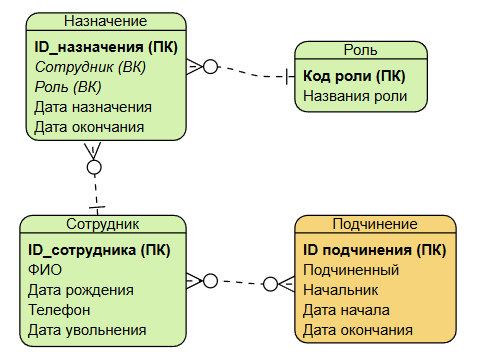 Назначение
ID_назначения (ПК)
Сотрудник (ВК)
Роль (ВК)
Дата назначения
Дата окончания
Роль
Код роли (ПК)
Названия роли
Сотрудник
ID_сотрудника (ПК)
ФИО
Дата рождения
Телефон
Дата увольнения
Подчинение
ID подчинения (ПК)
Подчиненный
Начальник
Дата начала
Дата окончания